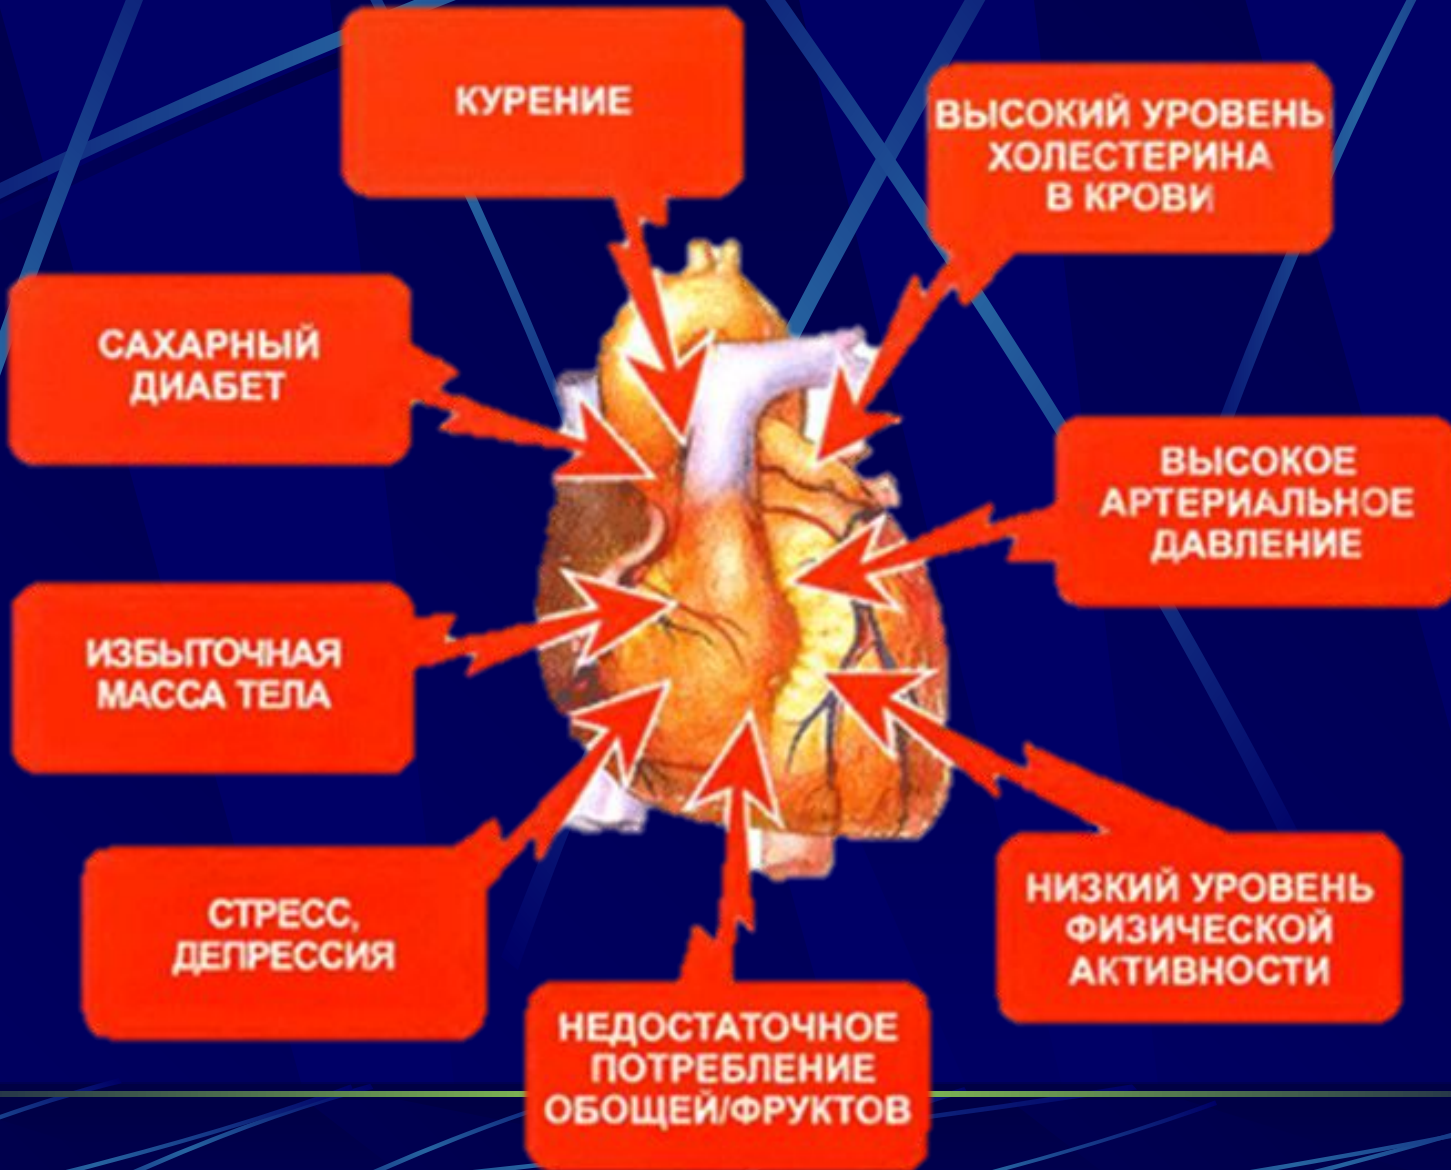 КУРЕНИЕ
ВЫСОКИЙ УРОВЕНЬ
ХОЛЕСТЕРИНА
В КРОВИ
САХАРНЫЙ
ДИАБЕТ
ВЫСОКОЕ
АРТЕРИАЛЬНОЕ
ДАВЛЕНИЕ
ИЗБЫТОЧНАЯ
МАССА ТЕЛА
СТРЕСС,
ДЕПРЕССИЯ
НИЗКИЙ УРОВЕНЬ
ФИЗИЧЕСКОЙ
АКТИВНОСТИ
НЕДОСТАТОЧНОЕ
ПОТРЕБЛЕНИЕ
ОБОЩЕЙ/ФРУКТОВ